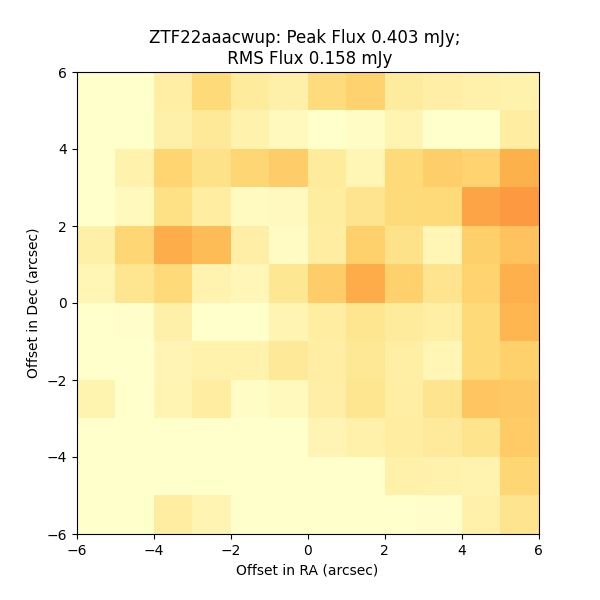 ZTF22aaacwup: Peak Flux 0.403 mJy;
RMS Flux 0.158 mJy
6
4
2
0
−2
−4
−6
Offset in Dec (arcsec)
−6 −4 −2 0 2 4 6
Offset in RA (arcsec)